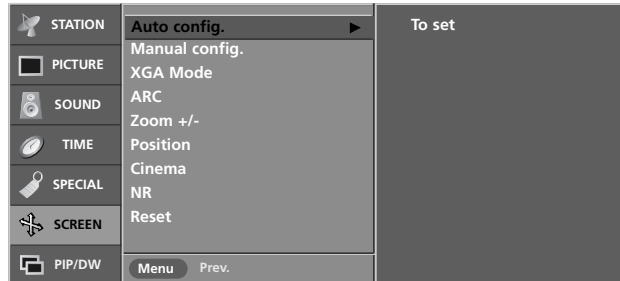 STATION
PICTURE
SOUND
TIME
SPECIAL
SCREEN
PIP/DW
Auto config. ▶
Manual config.
XGA Mode
ARC
Zoom +/-
Position
Cinema
NR
Reset
Menu Prev.
To set